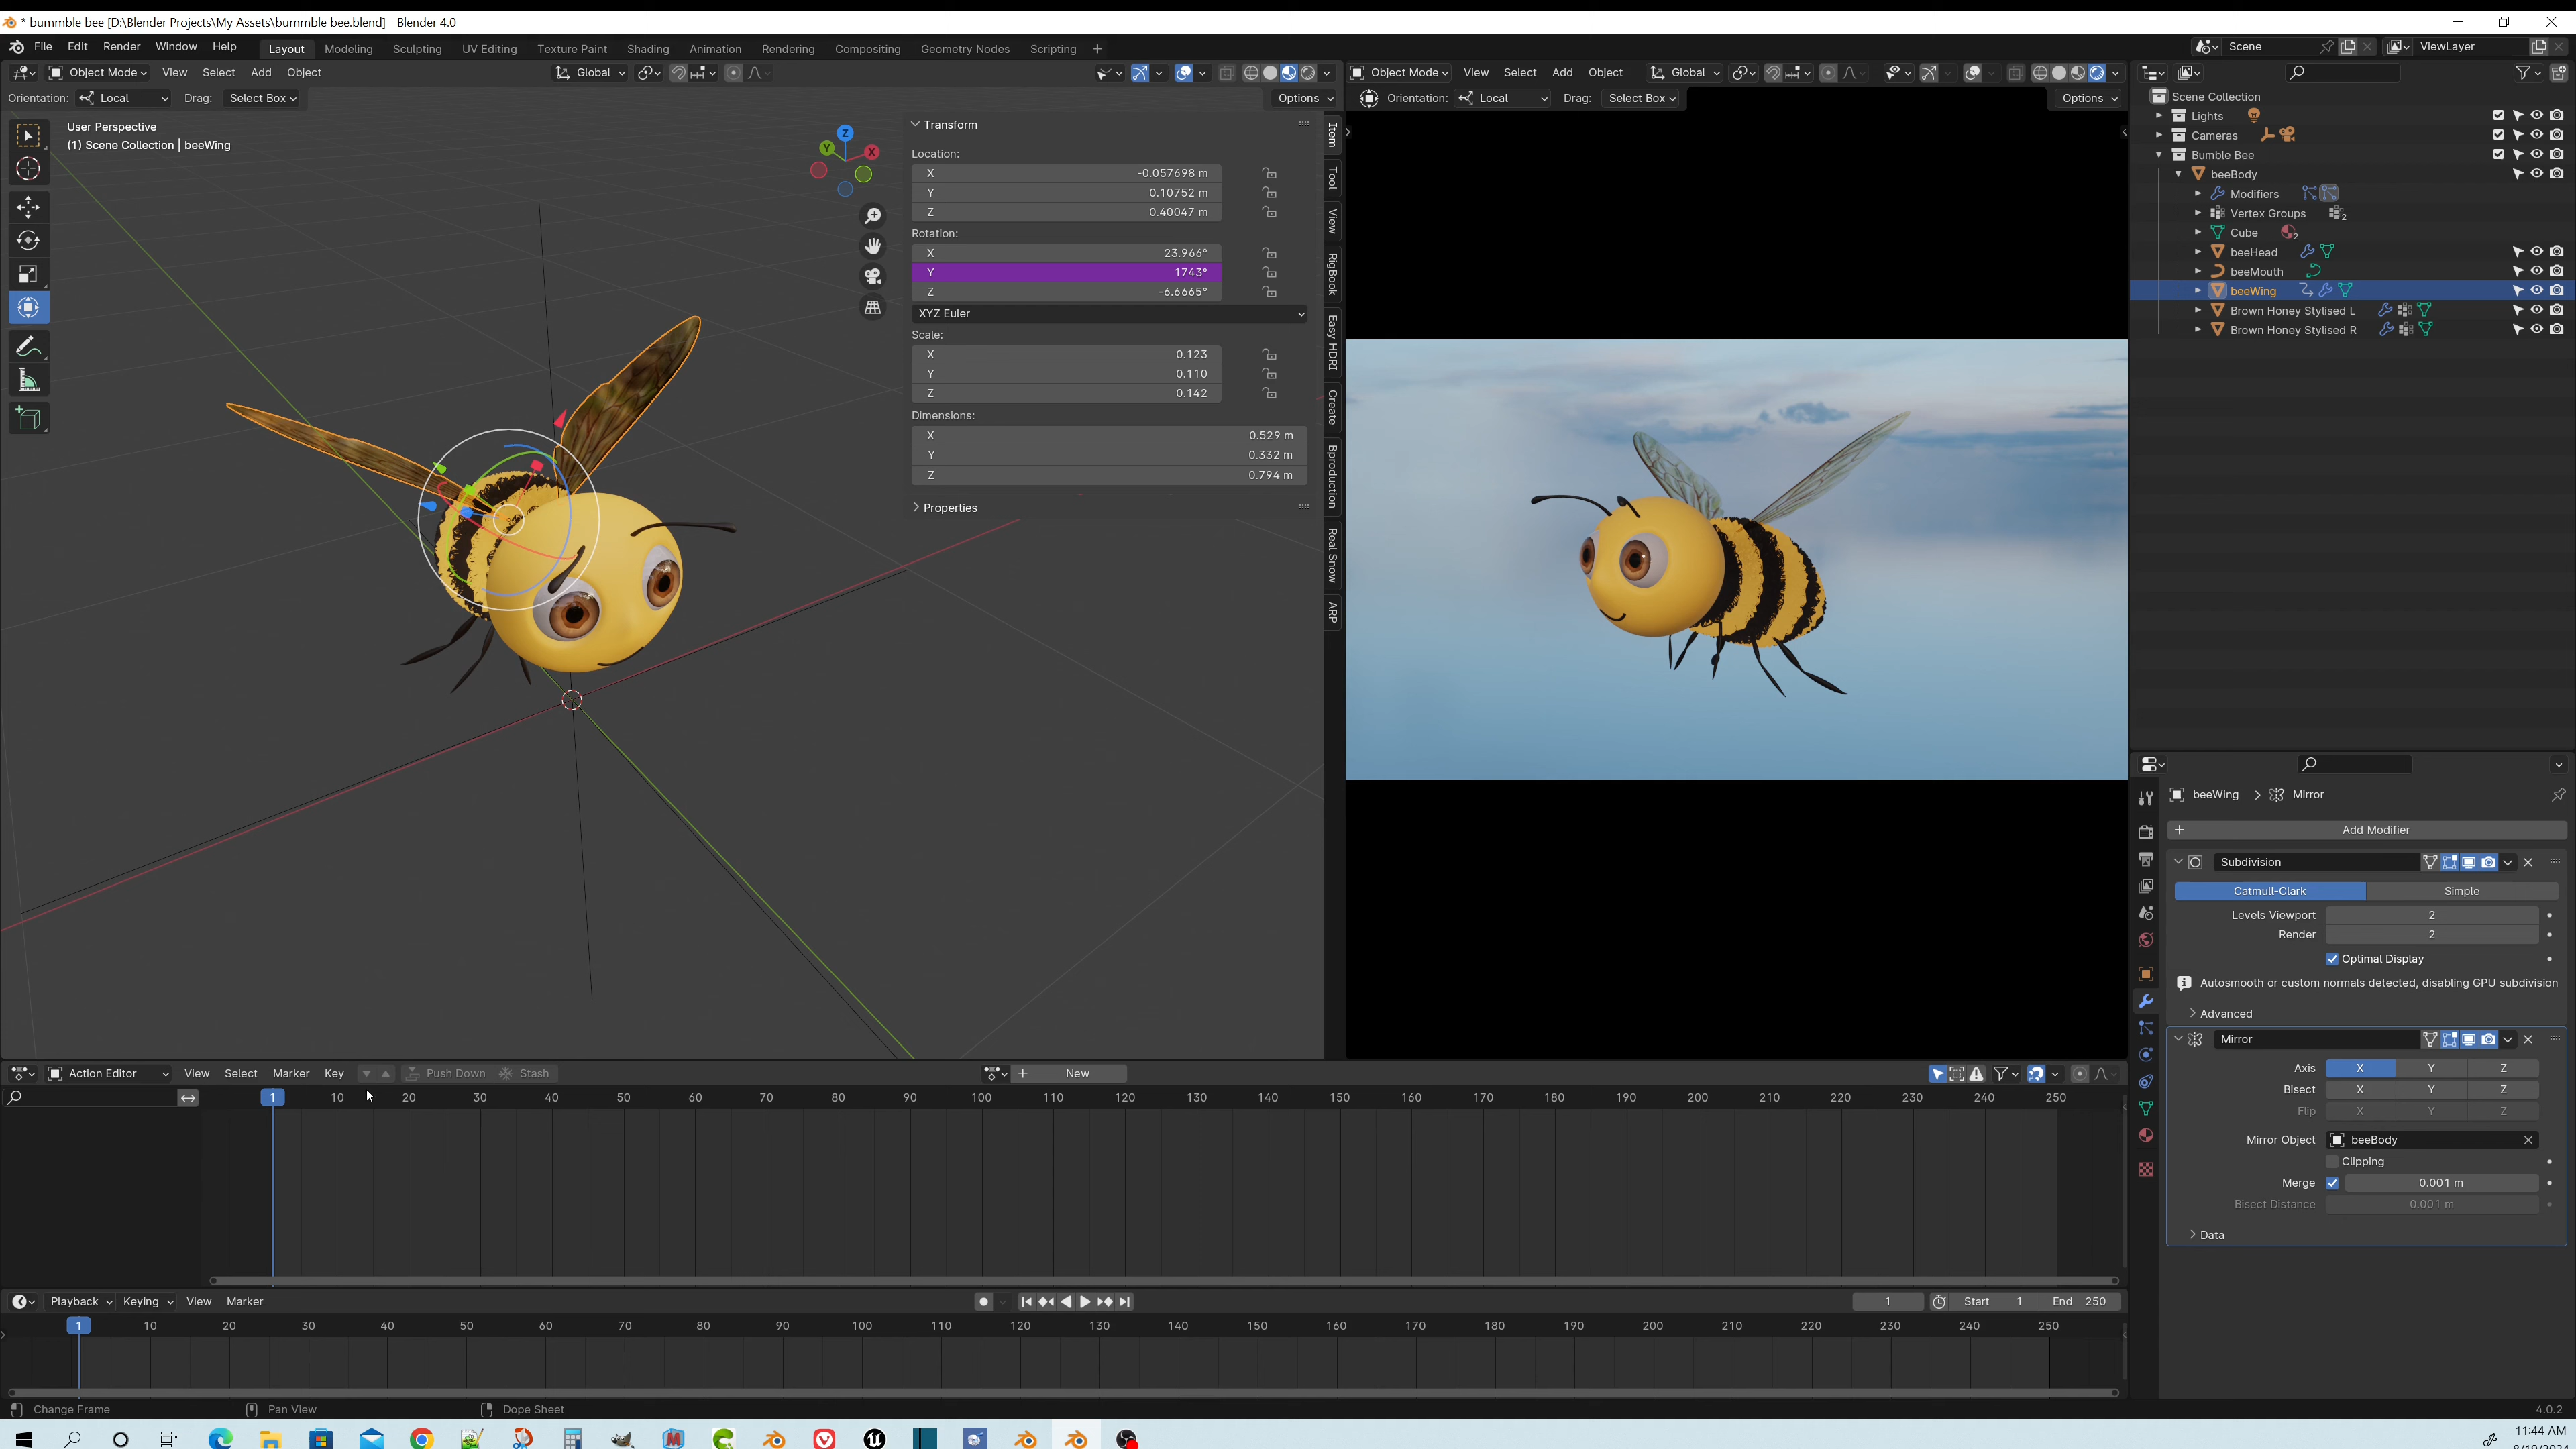 * bummble bee [D:\Blender Projects\My Assets\bummble bee.blend] - Blender 4.0
File Edit Render Window Help Layout Modeling Sculpting UV Editing Texture Paint Shading Animation Rendering Compositing Geometry Nodes Scripting + Scene ViewLayer
Object Mode View Select Add Object Global
Object Mode View Select Add Object Global
Orientation: Local Drag: Select Box Options
Orientation: Local Drag: Select Box Options
User Perspective
(1) Scene Collection | beeWing
Z
Y
X
Transform
Location:
X -0.057698 m
Y 0.10752 m
Z 0.40047 m
Rotation:
X 23.966°
Y 1743°
Z -6.6665°
XYZ Euler
Scale:
X 0.123
Y 0.110
Z 0.142
Dimensions:
X 0.529 m
Y 0.332 m
Z 0.794 m
Properties
Item
Tool
View
RigBook
Easy HDRI
Create
Bproduction
Real Snow
ARP
Scene Collection
Lights
Cameras
Bumble Bee
beeBody
Modifiers
Vertex Groups 2
Cube 2
beeHead
beeMouth
beeWing
Brown Honey Stylised L
Brown Honey Stylised R
beeWing > Mirror
+ Add Modifier
Subdivision
Catmull-Clark Simple
Levels Viewport 2
Render 2
Optimal Display
Autosmooth or custom normals detected, disabling GPU subdivision
Advanced
Mirror
Axis X Y Z
Bisect X Y Z
Flip X Y Z
Mirror Object beeBody
Clipping
Merge 0.001 m
Bisect Distance 0.001 m
Data
Action Editor View Select Marker Key Push Down Stash + New
1 10 20 30 40 50 60 70 80 90 100 110 120 130 140 150 160 170 180 190 200 210 220 230 240 250
Playback Keying View Marker 1 Start 1 End 250
1 10 20 30 40 50 60 70 80 90 100 110 120 130 140 150 160 170 180 190 200 210 220 230 240 250
Change Frame Pan View Dope Sheet 4.0.2
11:44 AM